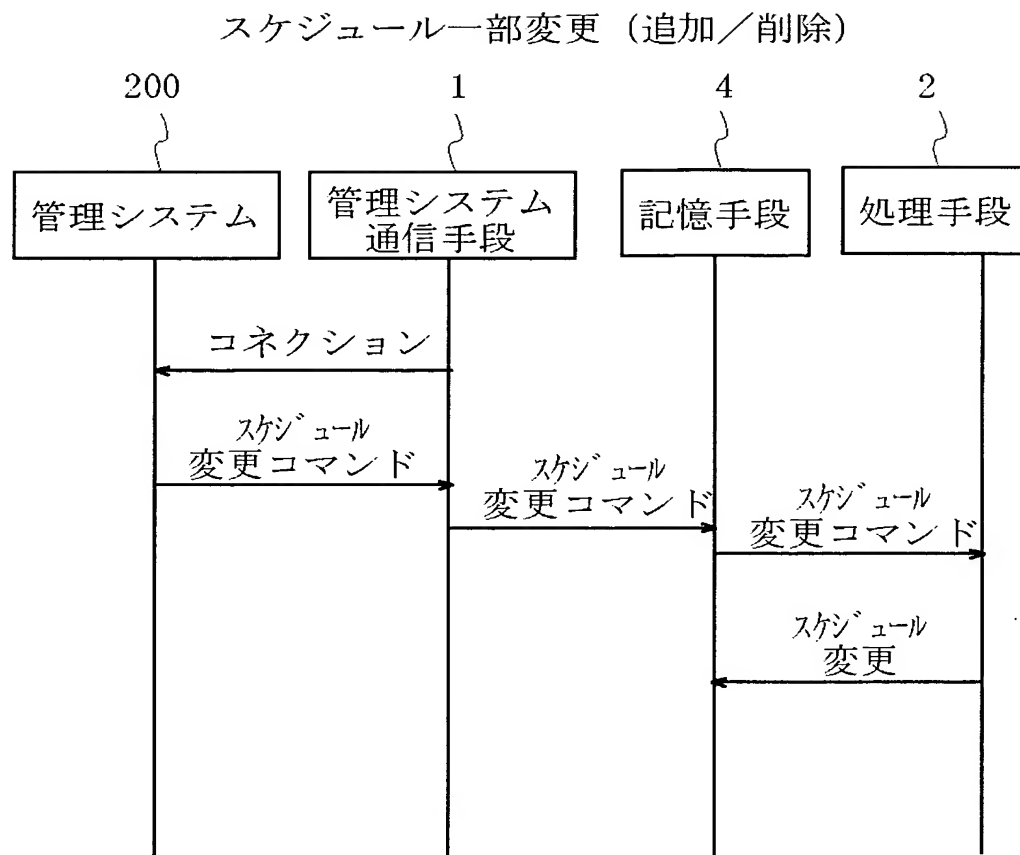 スケジュール一部変更（追加／削除）
200
1
4
2
管理システム
管理システム
通信手段
記憶手段
処理手段
コネクション
スケジュール
変更コマンド
スケジュール
変更コマンド
スケジュール
変更コマンド
スケジュール
変更